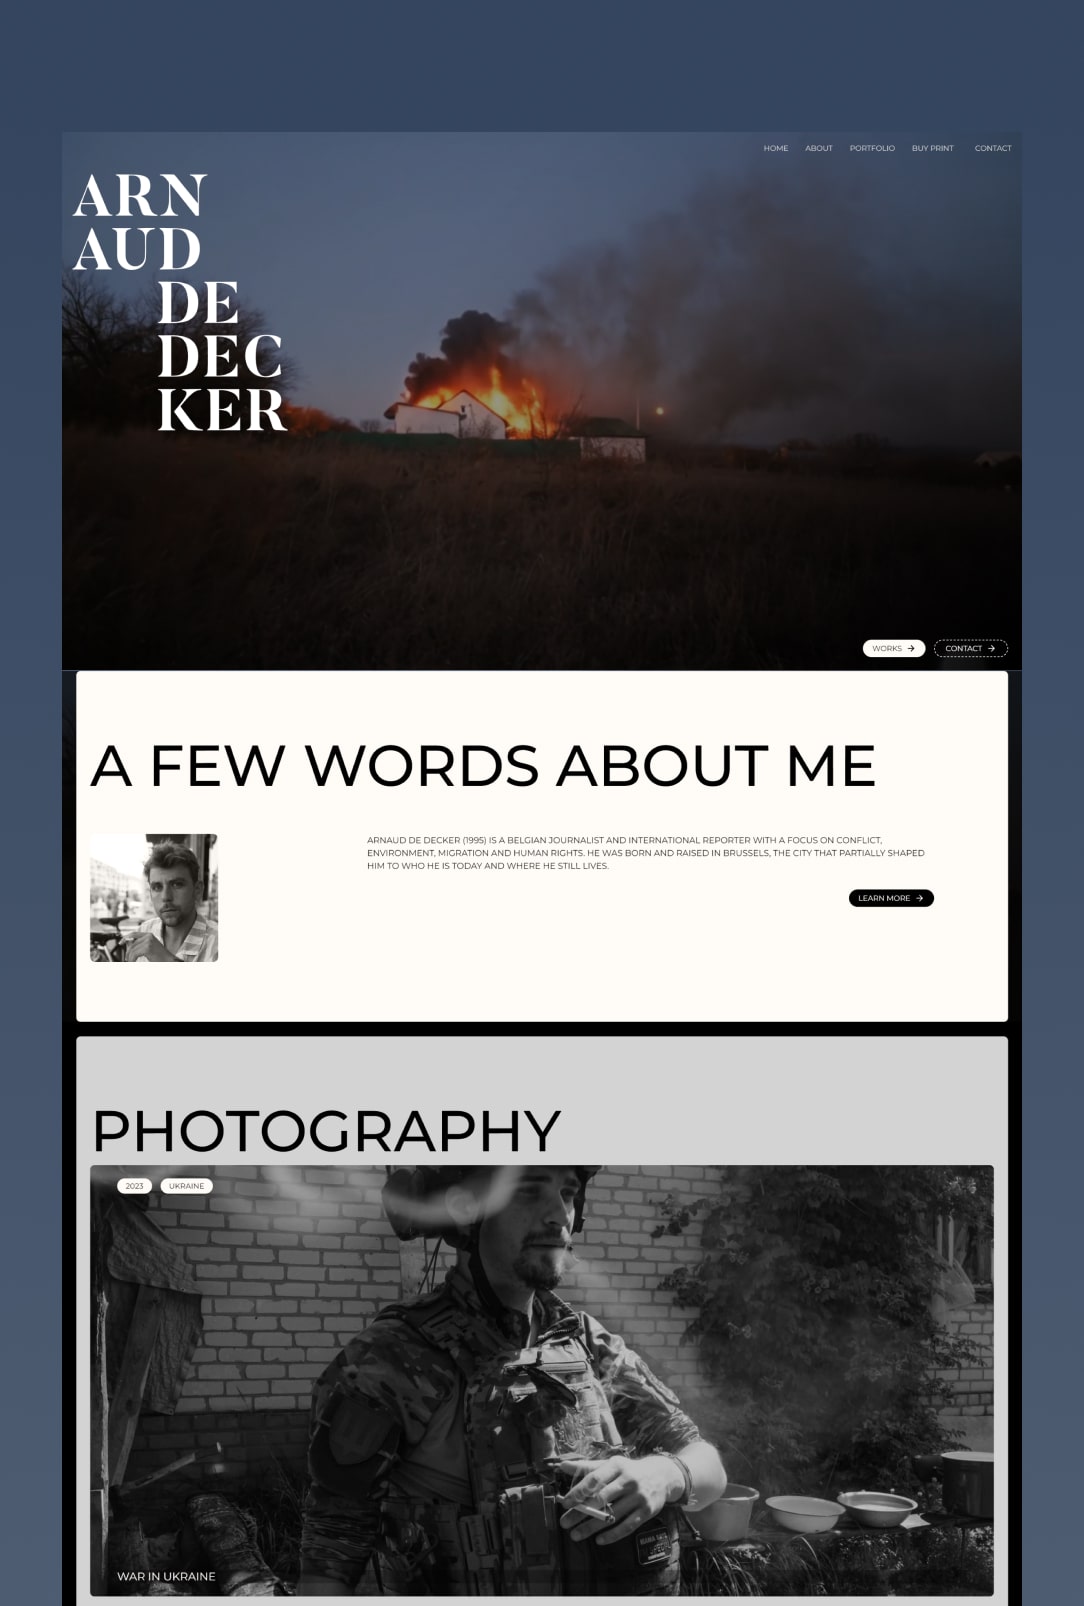 HOME ABOUT PORTFOLIO BUY PRINT CONTACT
ARN
AUD
DE
DEC
KER
WORKS → CONTACT →
A FEW WORDS ABOUT ME
ARNAUD DE DECKER (1995) IS A BELGIAN JOURNALIST AND INTERNATIONAL REPORTER WITH A FOCUS ON CONFLICT,
ENVIRONMENT, MIGRATION AND HUMAN RIGHTS. HE WAS BORN AND RAISED IN BRUSSELS, THE CITY THAT PARTIALLY SHAPED
HIM TO WHO HE IS TODAY AND WHERE HE STILL LIVES.
LEARN MORE →
PHOTOGRAPHY
2023 UKRAINE
WAR IN UKRAINE